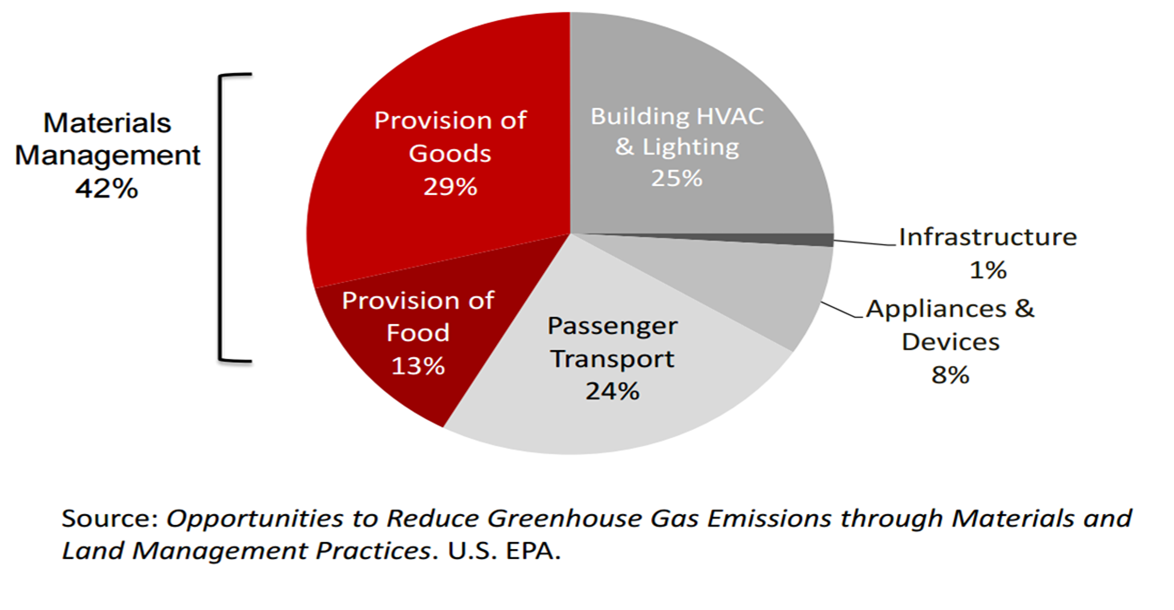 Materials
Management
42%
Provision of
Goods
29%
Building HVAC
& Lighting
25%
Infrastructure
1%
Appliances &
Devices
8%
Passenger
Transport
24%
Provision of
Food
13%
Source: Opportunities to Reduce Greenhouse Gas Emissions through Materials and
Land Management Practices. U.S. EPA.